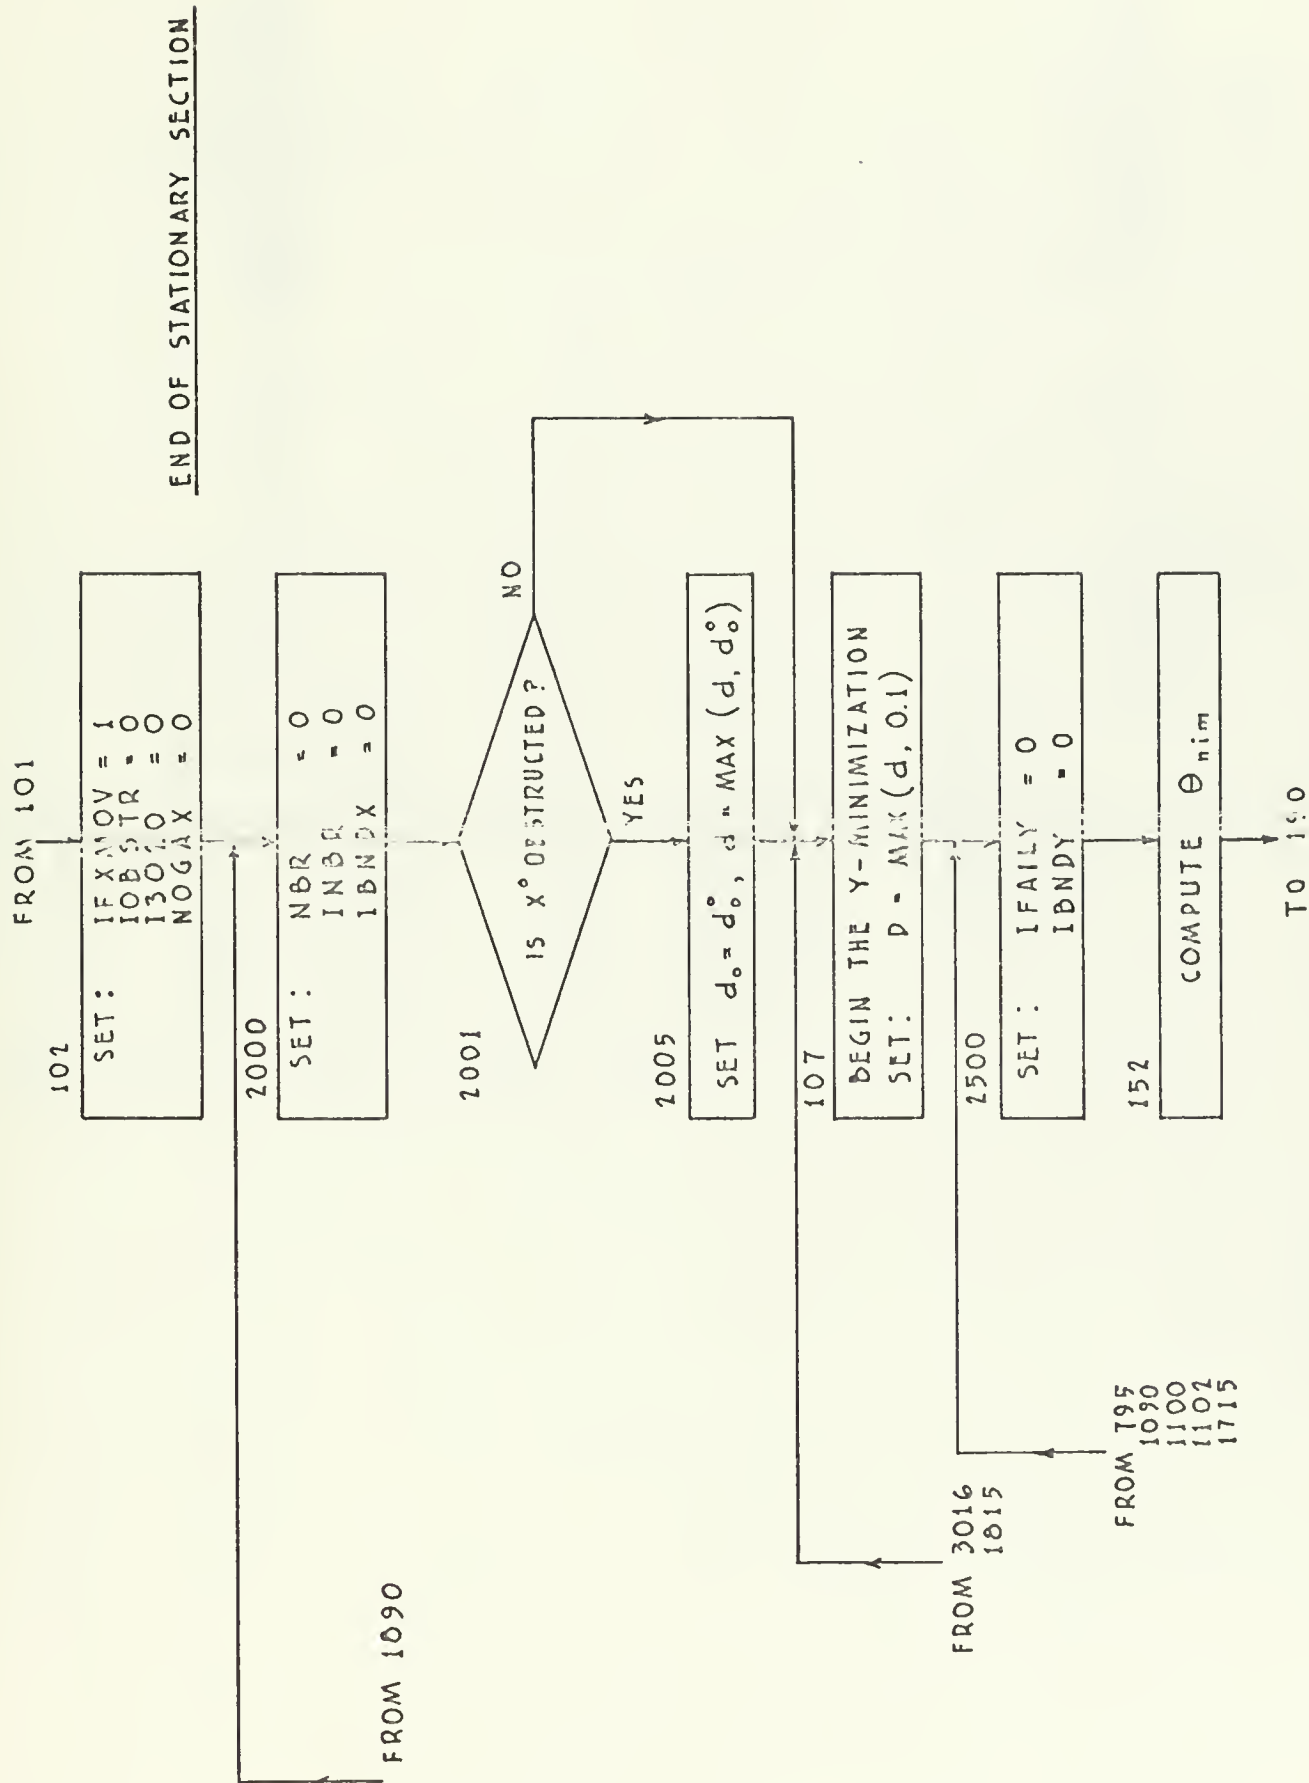 END OF STATIONARY SECTION
FROM 101
102
SET: IFXMOV = 1
IOBSTR = 0
I3020 = 0
NOGAX = 0
FROM 1890
2000
SET: NBR = 0
INBR = 0
IBNDX = 0
2001
IS X° OBSTRUCTED?
NO
YES
2005
SET d₀ = d₀°, d = MAX (d, d₀°)
FROM 3016
1815
107
BEGIN THE Y-MINIMIZATION
SET: D = MAX (d, 0.1)
FROM 795
1090
1100
1102
1715
2500
SET: IFAILY = 0
IBNDY = 0
152
COMPUTE θnim
TO